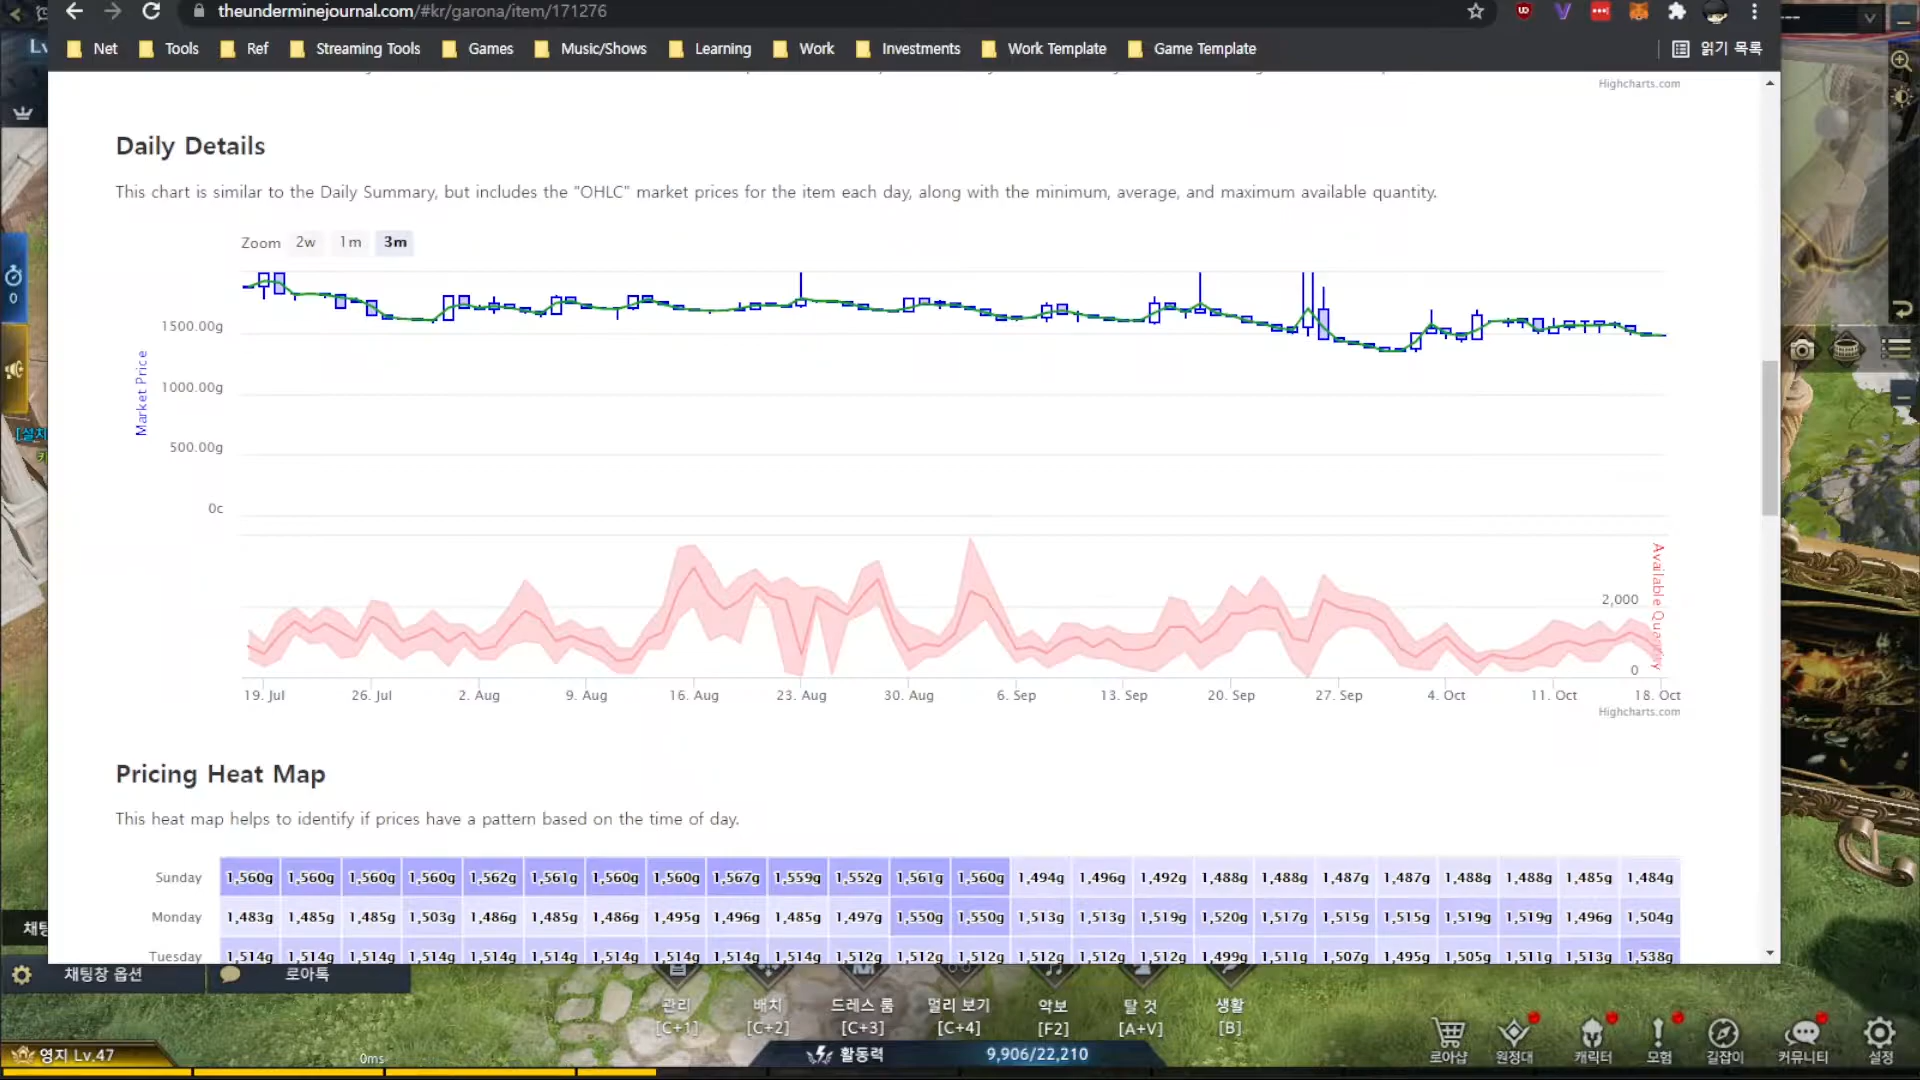 theunderminejournal.com/#kr/garona/item/171276
Net Tools Ref Streaming Tools Games Music/Shows Learning Work Investments Work Template Game Template 읽기 목록
Highcharts.com
Daily Details
This chart is similar to the Daily Summary, but includes the "OHLC" market prices for the item each day, along with the minimum, average, and maximum available quantity.
Zoom 2w 1m 3m
Market Price
1500.00g
1000.00g
500.00g
0c
Available Quantity
2,000
0
19. Jul 26. Jul 2. Aug 9. Aug 16. Aug 23. Aug 30. Aug 6. Sep 13. Sep 20. Sep 27. Sep 4. Oct 11. Oct 18. Oct
Highcharts.com
Pricing Heat Map
This heat map helps to identify if prices have a pattern based on the time of day.
Sunday 1,560g 1,560g 1,560g 1,560g 1,562g 1,561g 1,560g 1,560g 1,567g 1,559g 1,552g 1,561g 1,560g 1,494g 1,496g 1,492g 1,488g 1,488g 1,487g 1,487g 1,488g 1,488g 1,485g 1,484g
Monday 1,483g 1,485g 1,485g 1,503g 1,486g 1,485g 1,486g 1,495g 1,496g 1,485g 1,497g 1,550g 1,550g 1,513g 1,513g 1,519g 1,520g 1,517g 1,515g 1,515g 1,519g 1,519g 1,496g 1,504g
Tuesday 1,514g 1,514g 1,514g 1,514g 1,514g 1,514g 1,514g 1,514g 1,514g 1,514g 1,512g 1,512g 1,512g 1,512g 1,512g 1,512g 1,499g 1,511g 1,507g 1,495g 1,505g 1,511g 1,513g 1,538g
Lv
0
[설치
채팅
채팅창 옵션 로아톡
관리 배치 드레스 룸 멀리 보기 악보 탈 것 생활
[C+1] [C+2] [C+3] [C+4] [F2] [A+V] [B]
영지 Lv.47 0ms 활동력 9,906/22,210
로아샵 원정대 캐릭터 모험 길잡이 커뮤니티 설정